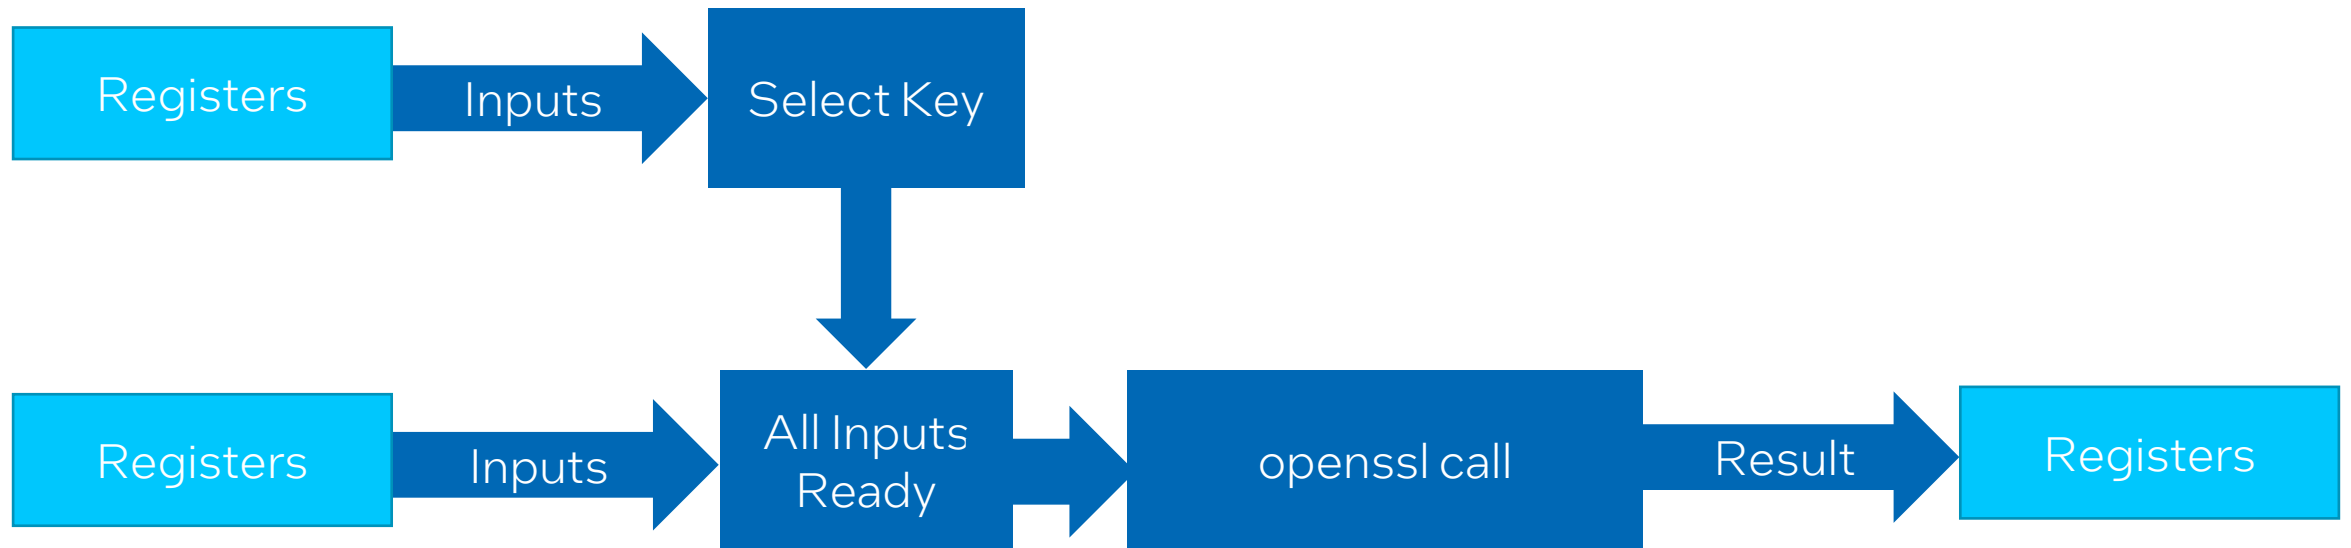 Registers
Inputs
Select Key
Registers
Inputs
All Inputs
Ready
openssl call
Result
Registers